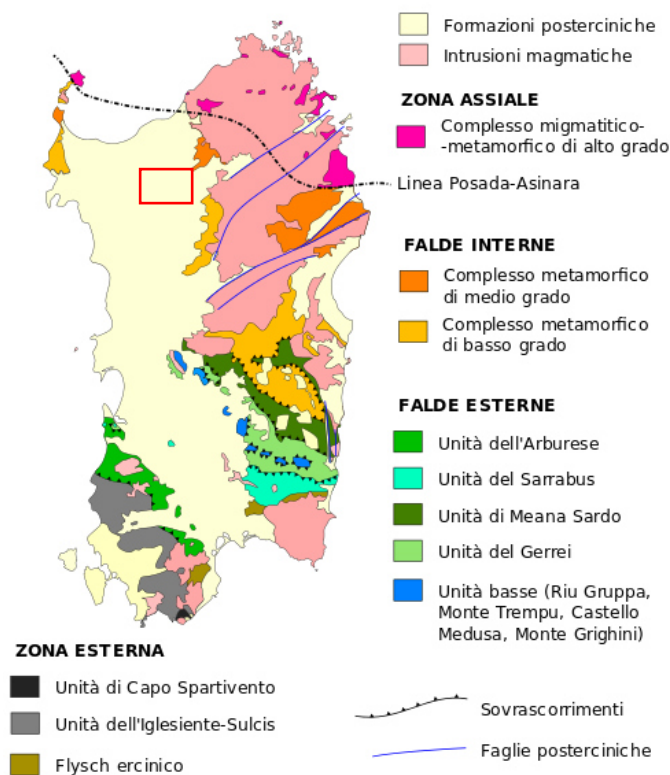 Formazioni posterciniche
Intrusioni magmatiche
ZONA ASSIALE
Complesso migmatitico-
-metamorfico di alto grado
Linea Posada-Asinara
FALDE INTERNE
Complesso metamorfico
di medio grado
Complesso metamorfico
di basso grado
FALDE ESTERNE
Unità dell'Arburese
Unità del Sarrabus
Unità di Meana Sardo
Unità del Gerrei
Unità basse (Riu Gruppa,
Monte Trempu, Castello
Medusa, Monte Grighini)
ZONA ESTERNA
Unità di Capo Spartivento
Unità dell'Iglesiente-Sulcis
Flysch ercinico
Sovrascorrimenti
Faglie posterciniche